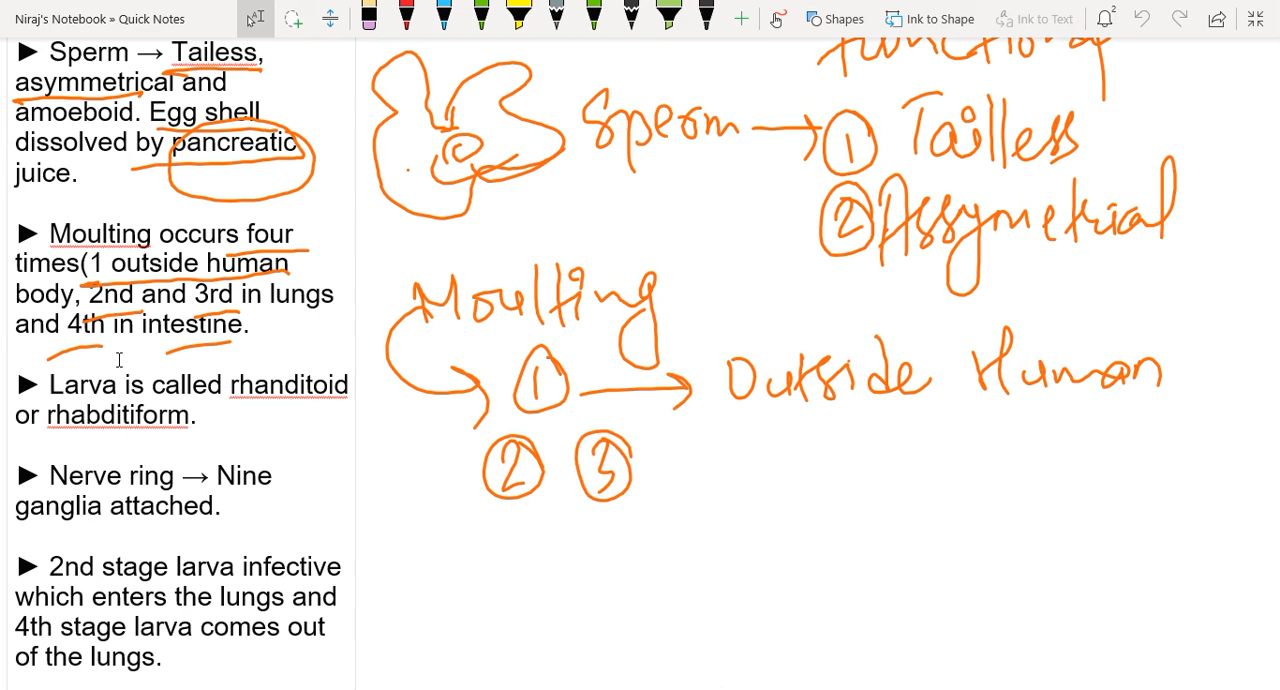 Niraj's Notebook » Quick Notes
Shapes
Ink to Shape
Ink to Text
2
► Sperm → Tailess,
asymmetrical and
amoeboid. Egg shell
dissolved by pancreatic
juice.
► Moulting occurs four
times(1 outside human
body, 2nd and 3rd in lungs
and 4th in intestine.
► Larva is called rhanditoid
or rhabditiform.
► Nerve ring → Nine
ganglia attached.
► 2nd stage larva infective
which enters the lungs and
4th stage larva comes out
of the lungs.
Sperm → ① Tailless
② Assymetrical
Moulting
① → Outside Human
② ③